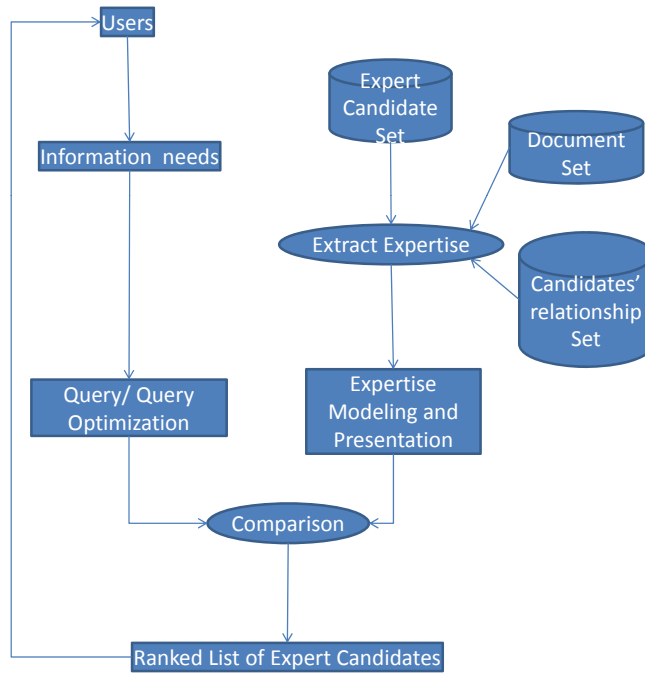 Users
Expert
Candidate
Set
Document
Set
Information needs
Extract Expertise
Candidates'
relationship
Set
Query/ Query
Optimization
Expertise
Modeling and
Presentation
Comparison
Ranked List of Expert Candidates